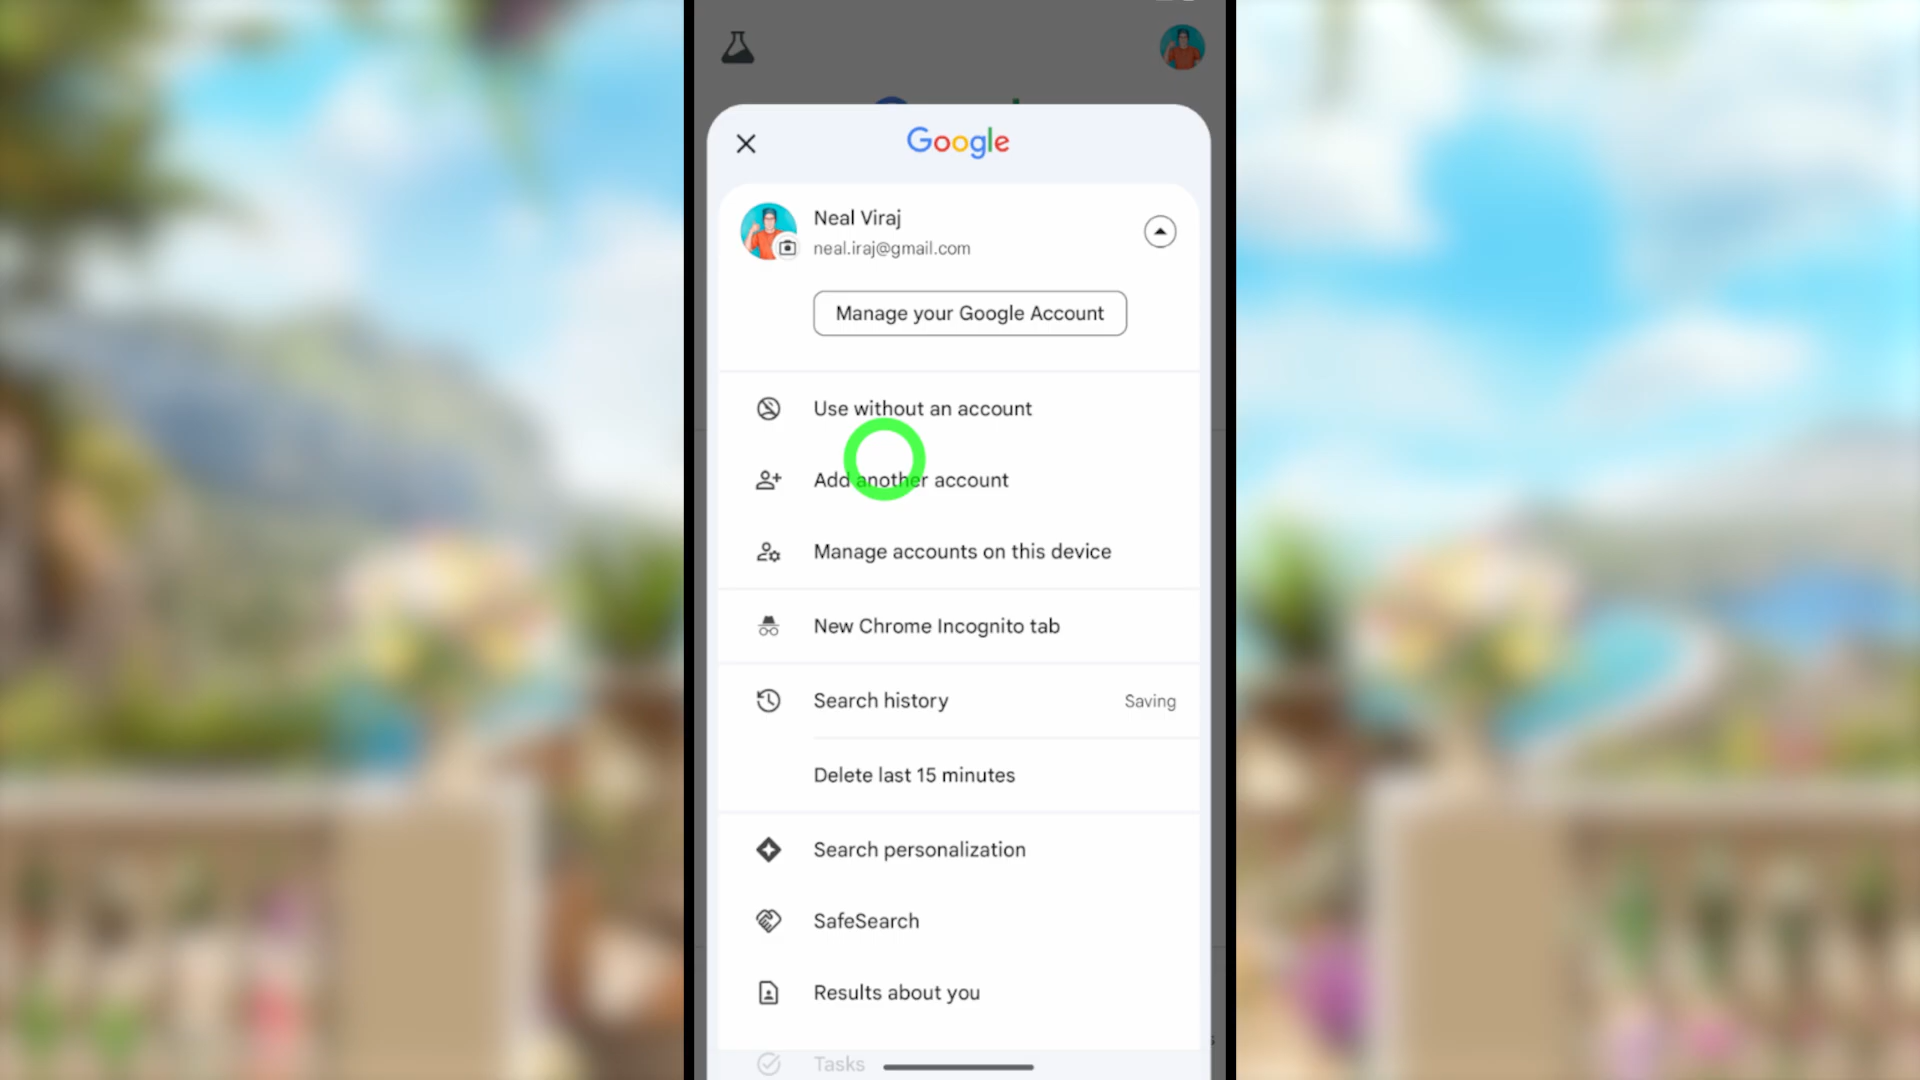 Google
Neal Viraj
neal.iraj@gmail.com
Manage your Google Account
Use without an account
Add another account
Manage accounts on this device
New Chrome Incognito tab
Search history
Saving
Delete last 15 minutes
Search personalization
SafeSearch
Results about you
Tasks